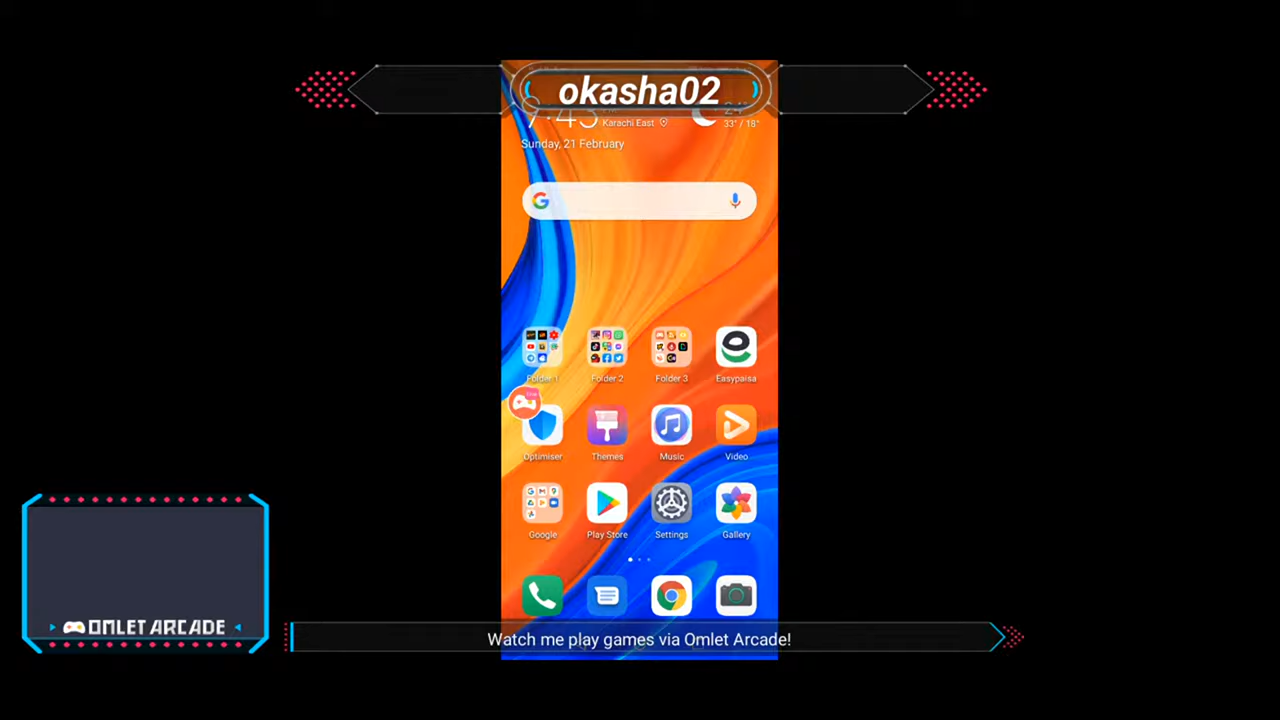 okasha02
Karachi East
33° / 18°
Sunday, 21 February
Folder 1 Folder 2 Folder 3 Easypaisa
Optimiser Themes Music Video
Google Play Store Settings Gallery
OMLET ARCADE
Watch me play games via Omlet Arcade!